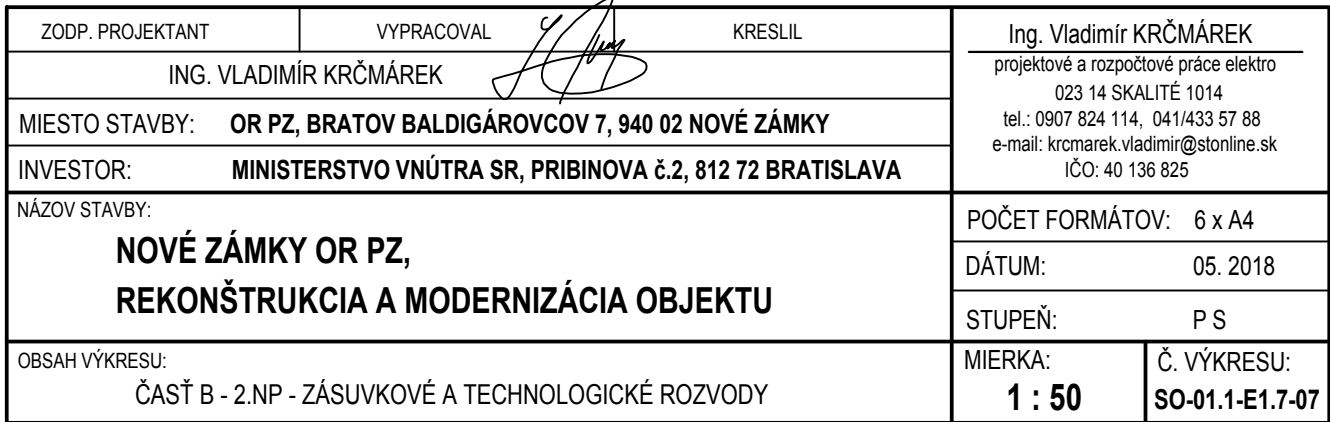 ZODP. PROJEKTANT VYPRACOVAL KRESLIL
ING. VLADIMÍR KRČMÁREK
MIESTO STAVBY: OR PZ, BRATOV BALDIGÁROVCOV 7, 940 02 NOVÉ ZÁMKY
INVESTOR: MINISTERSTVO VNÚTRA SR, PRIBINOVA č.2, 812 72 BRATISLAVA
Ing. Vladimír KRČMÁREK
projektové a rozpočtové práce elektro
023 14 SKALITÉ 1014
tel.: 0907 824 114, 041/433 57 88
e-mail: krcmarek.vladimir@stonline.sk
IČO: 40 136 825
NÁZOV STAVBY:
NOVÉ ZÁMKY OR PZ,
REKONŠTRUKCIA A MODERNIZÁCIA OBJEKTU
POČET FORMÁTOV: 6 x A4
DÁTUM: 05. 2018
STUPEŇ: P S
OBSAH VÝKRESU:
ČASŤ B - 2.NP - ZÁSUVKOVÉ A TECHNOLOGICKÉ ROZVODY
MIERKA:
1 : 50
Č. VÝKRESU:
SO-01.1-E1.7-07